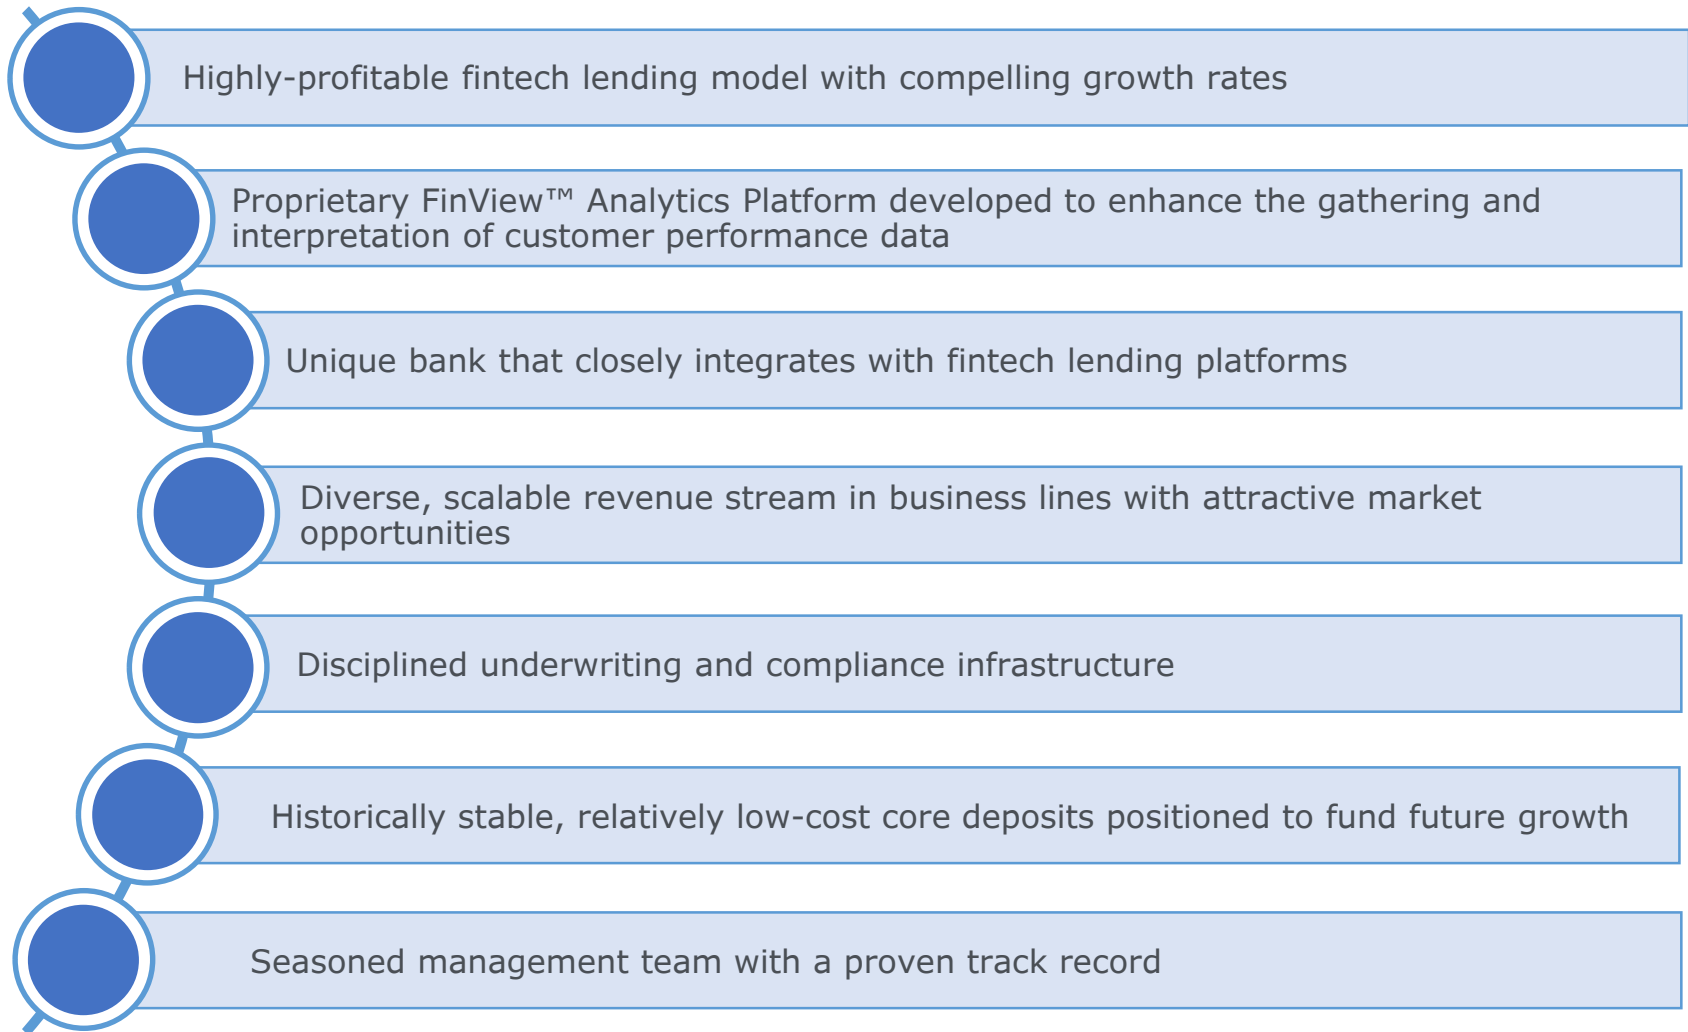 Highly-profitable fintech lending model with compelling growth rates
Proprietary FinView™ Analytics Platform developed to enhance the gathering and
interpretation of customer performance data
Unique bank that closely integrates with fintech lending platforms
Diverse, scalable revenue stream in business lines with attractive market
opportunities
Disciplined underwriting and compliance infrastructure
Historically stable, relatively low-cost core deposits positioned to fund future growth
Seasoned management team with a proven track record